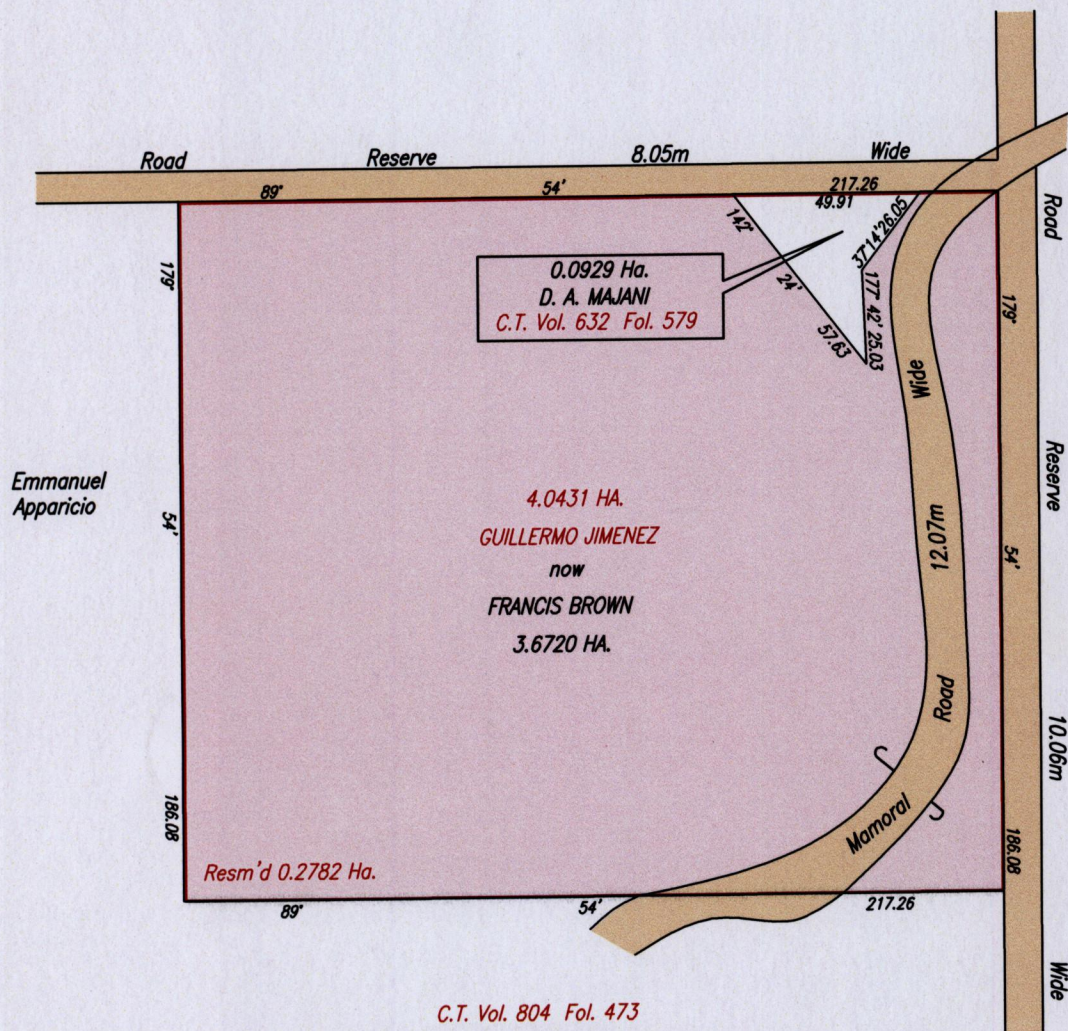 Road Reserve 8.05m Wide
89° 54' 217.26
49.91
142° 24' 57.63
37°14' 26.05
177° 42' 25.03
0.0929 Ha.
D. A. MAJANI
C.T. Vol. 632 Fol. 579
179° 54' 186.08
Emmanuel
Apparicio
4.0431 HA.
GUILLERMO JIMENEZ
now
FRANCIS BROWN
3.6720 HA.
Mamoral Road 12.07m Wide
179° 54' 186.08
Road Reserve 10.06m Wide
Resm'd 0.2782 Ha.
89° 54' 217.26
C.T. Vol. 804 Fol. 473